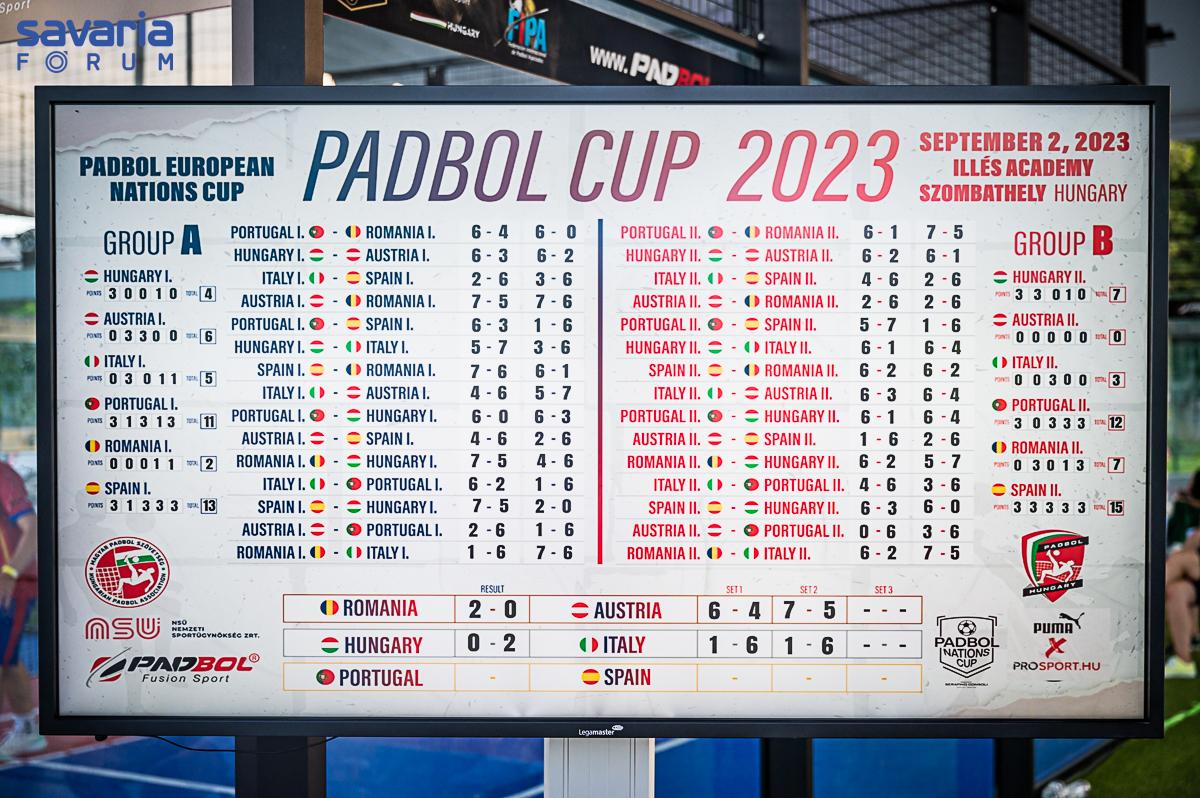 Sport
savaria
FÓRUM
HUNGARY
FIPA
www.PADBOL
PADBOL EUROPEAN
NATIONS CUP
PADBOL CUP 2023
SEPTEMBER 2, 2023
ILLÉS ACADEMY
SZOMBATHELY HUNGARY
GROUP A
HUNGARY I.
POINTS 3 0 0 1 0 TOTAL 4
AUSTRIA I.
POINTS 0 3 3 0 0 TOTAL 6
ITALY I.
POINTS 0 3 0 1 1 TOTAL 5
PORTUGAL I.
POINTS 3 1 3 1 3 TOTAL 11
ROMANIA I.
POINTS 0 0 0 1 1 TOTAL 2
SPAIN I.
POINTS 3 1 3 3 3 TOTAL 13
PORTUGAL I. - ROMANIA I. 6 - 4 6 - 0
HUNGARY I. - AUSTRIA I. 6 - 3 6 - 2
ITALY I. - SPAIN I. 2 - 6 3 - 6
AUSTRIA I. - ROMANIA I. 7 - 5 7 - 6
PORTUGAL I. - SPAIN I. 6 - 3 1 - 6
HUNGARY I. - ITALY I. 5 - 7 3 - 6
SPAIN I. - ROMANIA I. 7 - 6 6 - 1
ITALY I. - AUSTRIA I. 4 - 6 5 - 7
PORTUGAL I. - HUNGARY I. 6 - 0 6 - 3
AUSTRIA I. - SPAIN I. 4 - 6 2 - 6
ROMANIA I. - HUNGARY I. 7 - 5 4 - 6
ITALY I. - PORTUGAL I. 6 - 2 1 - 6
SPAIN I. - HUNGARY I. 7 - 5 2 - 0
AUSTRIA I. - PORTUGAL I. 2 - 6 1 - 6
ROMANIA I. - ITALY I. 1 - 6 7 - 6
PORTUGAL II. - ROMANIA II. 6 - 1 7 - 5
HUNGARY II. - AUSTRIA II. 6 - 2 6 - 1
ITALY II. - SPAIN II. 4 - 6 2 - 6
AUSTRIA II. - ROMANIA II. 2 - 6 2 - 6
PORTUGAL II. - SPAIN II. 5 - 7 1 - 6
HUNGARY II. - ITALY II. 6 - 1 6 - 4
SPAIN II. - ROMANIA II. 6 - 2 6 - 2
ITALY II. - AUSTRIA II. 6 - 3 6 - 4
PORTUGAL II. - HUNGARY II. 6 - 1 6 - 4
AUSTRIA II. - SPAIN II. 1 - 6 2 - 6
ROMANIA II. - HUNGARY II. 6 - 2 5 - 7
ITALY II. - PORTUGAL II. 4 - 6 3 - 6
SPAIN II. - HUNGARY II. 6 - 3 6 - 0
AUSTRIA II. - PORTUGAL II. 0 - 6 3 - 6
ROMANIA II. - ITALY II. 6 - 2 7 - 5
GROUP B
HUNGARY II.
POINTS 3 3 0 1 0 TOTAL 7
AUSTRIA II.
POINTS 0 0 0 0 0 TOTAL 0
ITALY II.
POINTS 0 0 3 0 0 TOTAL 3
PORTUGAL II.
POINTS 3 0 3 3 3 TOTAL 12
ROMANIA II.
POINTS 0 3 0 1 3 TOTAL 7
SPAIN II.
POINTS 3 3 3 3 3 TOTAL 15
RESULT SET 1 SET 2 SET 3
ROMANIA 2 - 0 AUSTRIA 6 - 4 7 - 5 - - -
HUNGARY 0 - 2 ITALY 1 - 6 1 - 6 - - -
PORTUGAL - SPAIN - - -
MAGYAR PADBOL SZÖVETSÉG
HUNGARIAN PADBOL ASSOCIATION
NSÜ
NSÜ
NEMZETI
SPORTÜGYNÖKSÉG ZRT.
PADBOL®
Fusion Sport
PADBOL
HUNGARY
PADBOL
NATIONS
CUP
PUMA
X
PROSPORT.HU
Legamaster